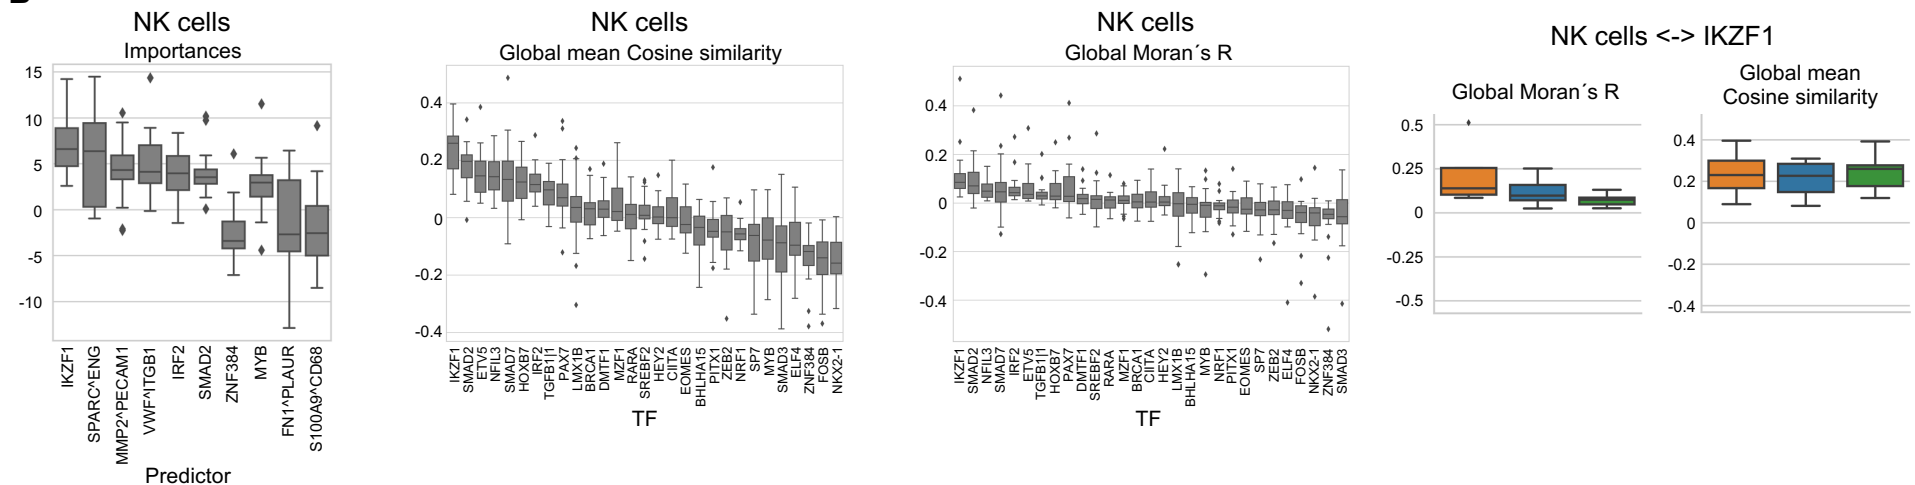 NK cells
Importances
15
10
5
0
-5
-10
IKZF1
SPARC^ENG
MMP2^PECAM1
VWF^ITGB1
IRF2
SMAD2
ZNF384
MYB
FN1^PLAUR
S100A9^CD68
Predictor
NK cells
Global mean Cosine similarity
0.4
0.2
0
-0.2
-0.4
IKZF1
SMAD2
ETV5
NFIL3
SMAD7
HOXB7
IRF2
TGFB1I1
PAX7
LMX1B
BRCA1
DMTF1
MZF1
RARA
SREBF2
HEY2
CIITA
EOMES
BHLHA15
PITX1
ZEB2
NRF1
SP7
MYB
SMAD3
ELF4
ZNF384
FOSB
NKX2-1
TF
NK cells
Global Moran´s R
0.4
0.2
0
-0.2
-0.4
IKZF1
SMAD2
NFIL3
SMAD7
IRF2
ETV5
TGFB1I1
HOXB7
PAX7
DMTF1
SREBF2
RARA
MZF1
BRCA1
CIITA
HEY2
LMX1B
BHLHA15
MYB
NRF1
PITX1
EOMES
SP7
ZEB2
ELF4
FOSB
NKX2-1
ZNF384
SMAD3
TF
NK cells <-> IKZF1
Global Moran´s R
0.5
0.25
0
-0.25
-0.5
Global mean
Cosine similarity
0.4
0.2
0
-0.2
-0.4